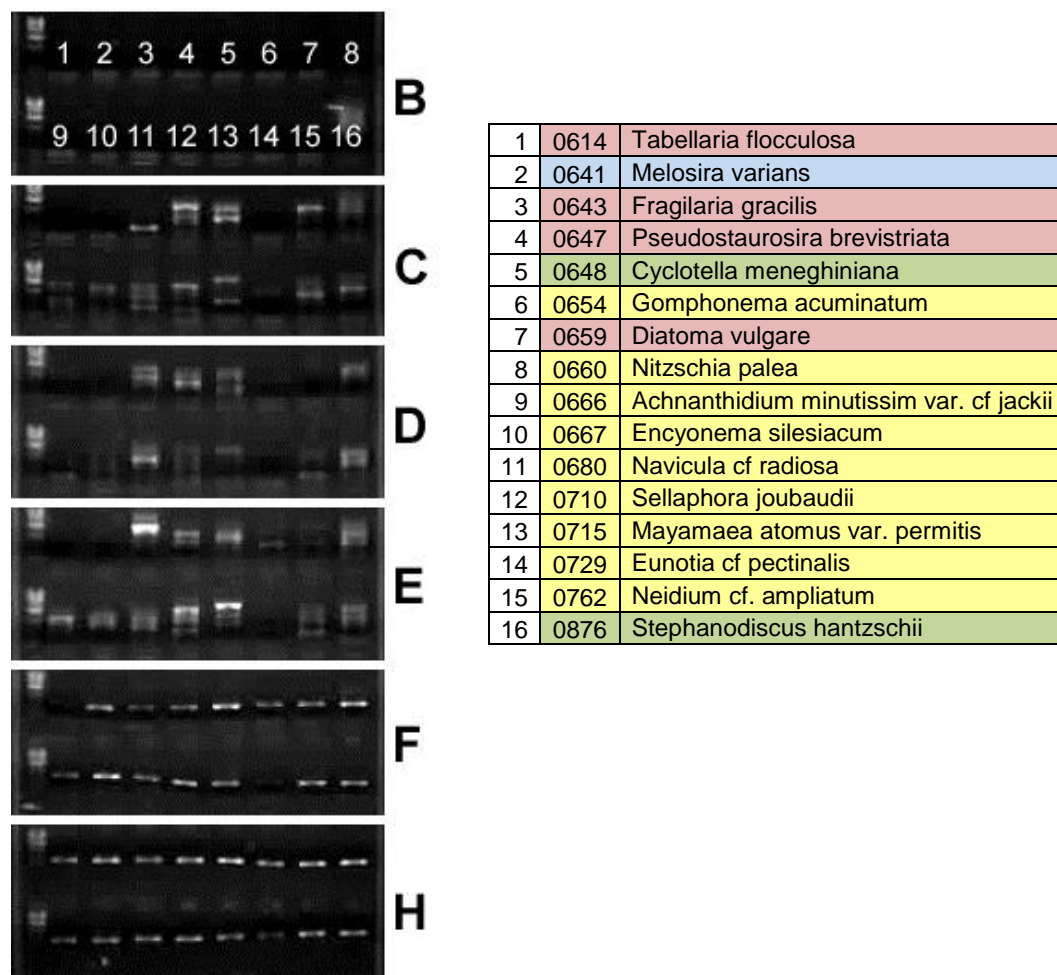 1 2 3 4 5 6 7 8
B
9 10 11 12 13 14 15 16
C
D
E
F
H
1 0614 Tabellaria flocculosa
2 0641 Melosira varians
3 0643 Fragilaria gracilis
4 0647 Pseudostaurosira brevistriata
5 0648 Cyclotella meneghiniana
6 0654 Gomphonema acuminatum
7 0659 Diatoma vulgare
8 0660 Nitzschia palea
9 0666 Achnanthidium minutissim var. cf jackii
10 0667 Encyonema silesiacum
11 0680 Navicula cf radiosa
12 0710 Sellaphora joubaudii
13 0715 Mayamaea atomus var. permitis
14 0729 Eunotia cf pectinalis
15 0762 Neidium cf. ampliatum
16 0876 Stephanodiscus hantzschii